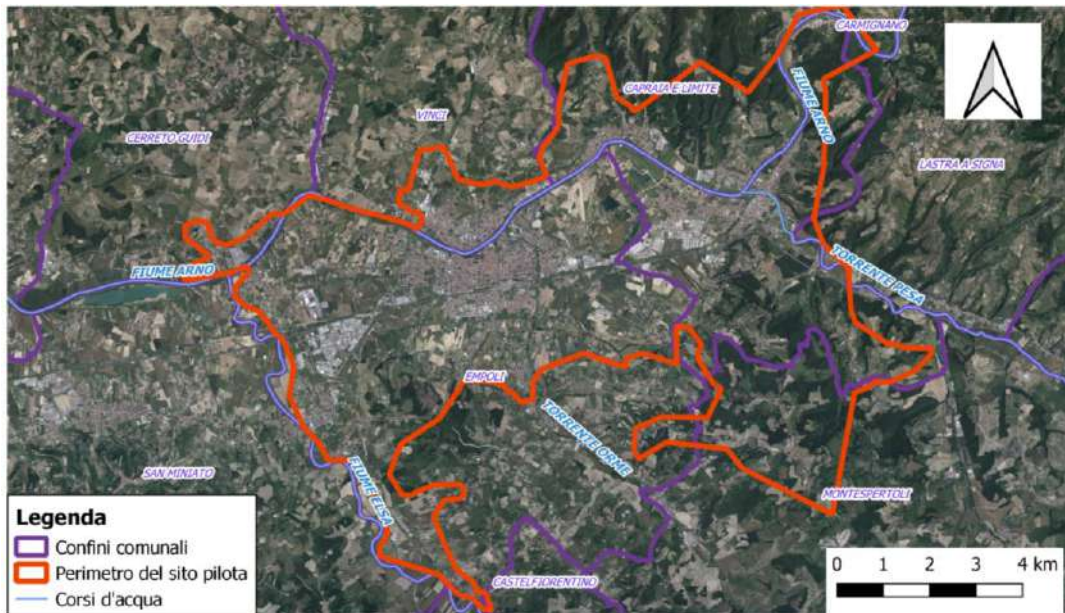 CARMIGNANO
FIUME ARNO
CAPRAIA E LIMITE
VINCI
CERRETO GUIDI
LASTRA A SIGNA
FIUME ARNO
TORRENTE PESA
EMPOLI
TORRENTE ORME
SAN MINIATO
FIUME ELSA
MONTESPERTOLI
CASTELFIORENTINO
Legenda
Confini comunali
Perimetro del sito pilota
Corsi d'acqua
0 1 2 3 4 km